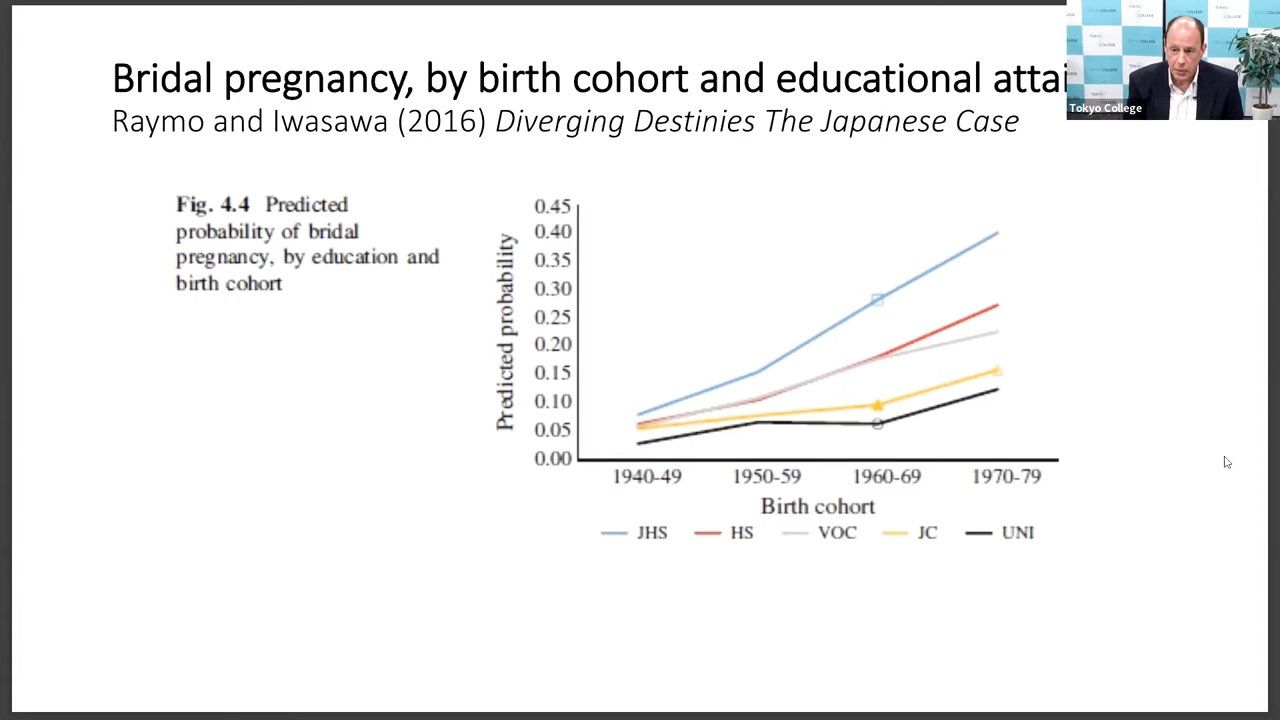 Bridal pregnancy, by birth cohort and educational attai
Raymo and Iwasawa (2016) Diverging Destinies The Japanese Case
Tokyo College
Fig. 4.4 Predicted
probability of bridal
pregnancy, by education and
birth cohort
Predicted probability
0.45
0.40
0.35
0.30
0.25
0.20
0.15
0.10
0.05
0.00
1940-49 1950-59 1960-69 1970-79
Birth cohort
JHS HS VOC JC UNI